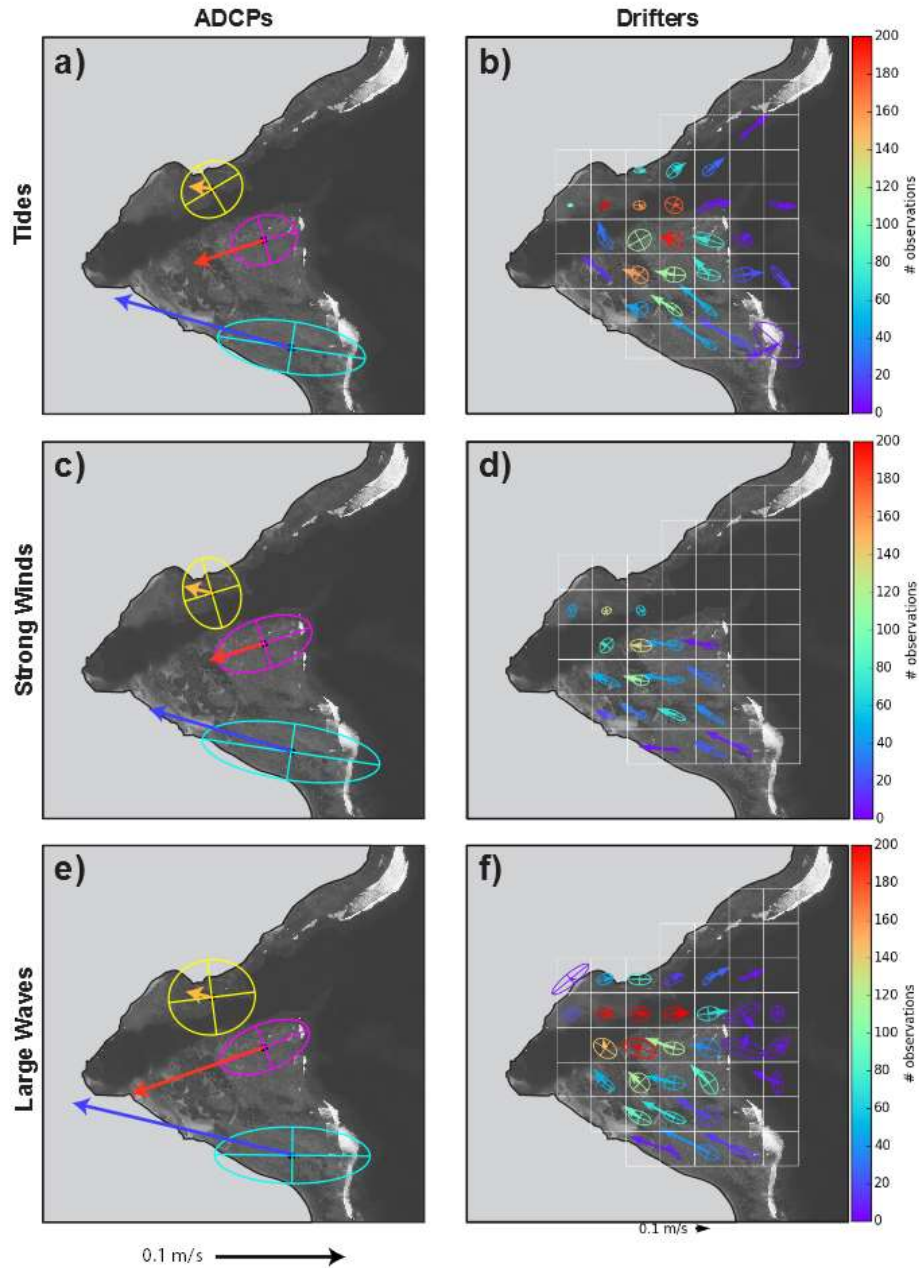 ADCPs
Drifters
a)
b)
Tides
200
180
160
140
120
100
80
60
40
20
0
# observations
c)
d)
Strong Winds
200
180
160
140
120
100
80
60
40
20
0
# observations
e)
f)
Large Waves
200
180
160
140
120
100
80
60
40
20
0
# observations
0.1 m/s
0.1 m/s